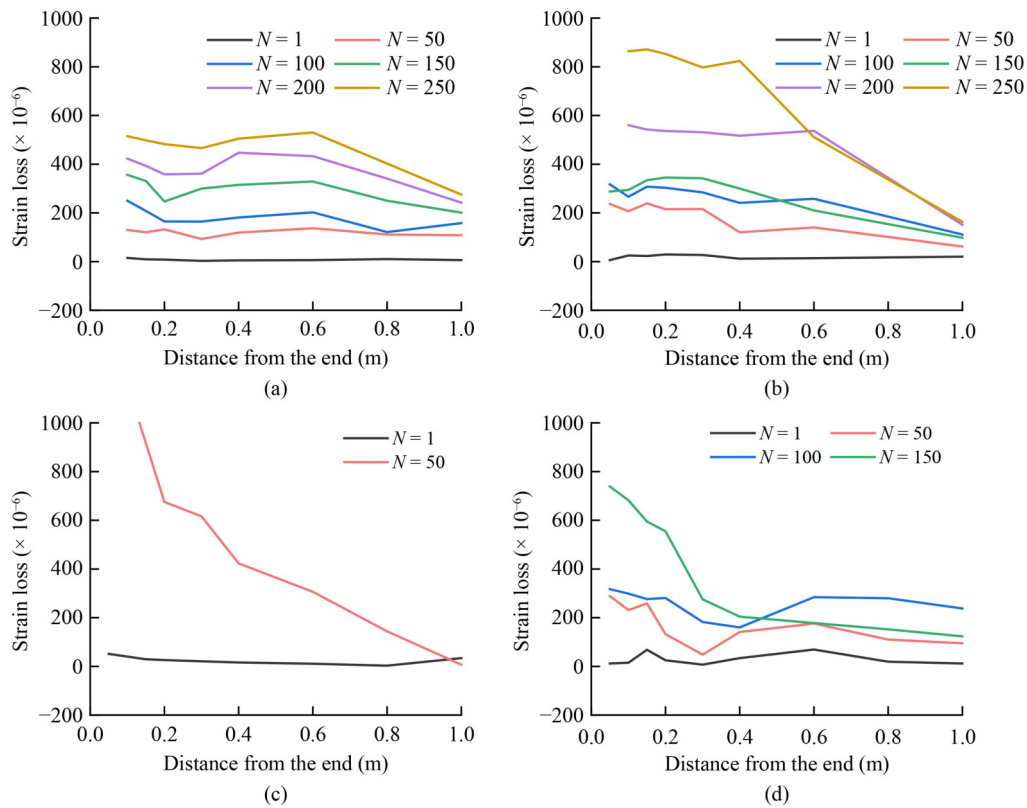 1000
800
600
400
200
0
−200
Strain loss (× 10⁻⁶)
N = 1 N = 50
N = 100 N = 150
N = 200 N = 250
0.0 0.2 0.4 0.6 0.8 1.0
Distance from the end (m)
(a)
1000
800
600
400
200
0
−200
Strain loss (× 10⁻⁶)
N = 1 N = 50
N = 100 N = 150
N = 200 N = 250
0.0 0.2 0.4 0.6 0.8 1.0
Distance from the end (m)
(b)
1000
800
600
400
200
0
−200
Strain loss (× 10⁻⁶)
N = 1
N = 50
0.0 0.2 0.4 0.6 0.8 1.0
Distance from the end (m)
(c)
1000
800
600
400
200
0
−200
Strain loss (× 10⁻⁶)
N = 1 N = 50
N = 100 N = 150
0.0 0.2 0.4 0.6 0.8 1.0
Distance from the end (m)
(d)